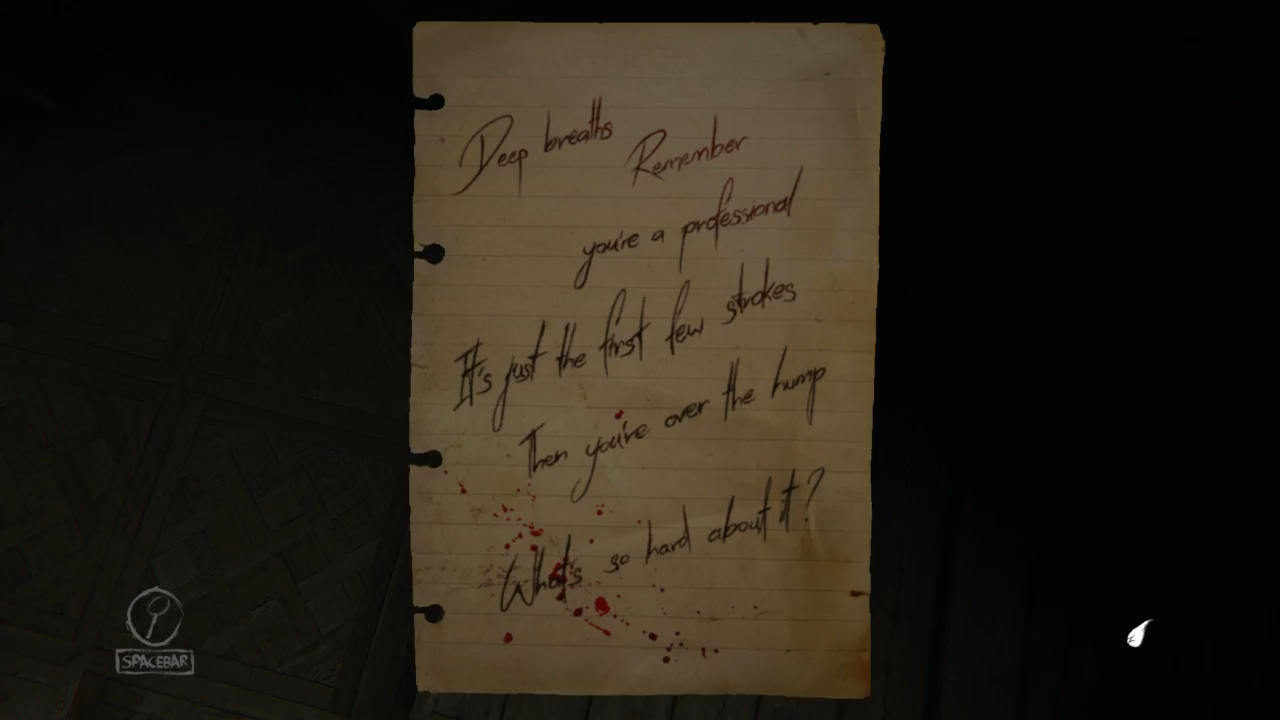 Deep breaths
Remember
you're a professional
It's just the first few strokes
Then you're over the hump
What's so hard about it?
SPACEBAR